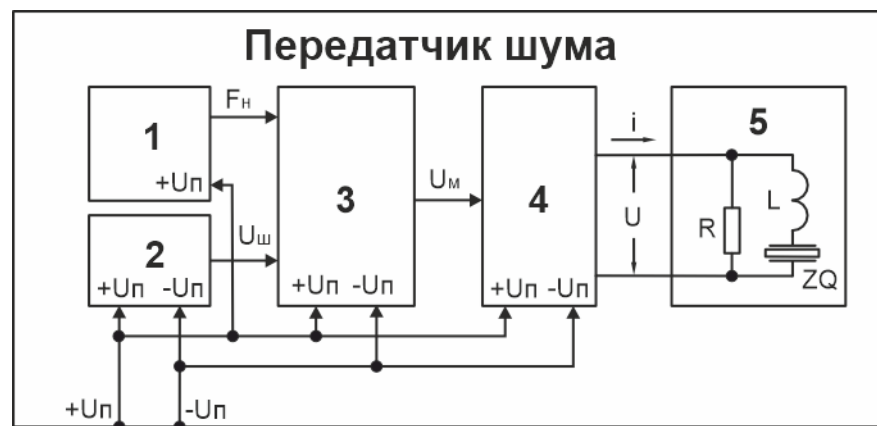 Передатчик шума
Fн
i
5
1
+Uп
Uм
3
4
U
R
L
Uш
2
+Uп -Uп
+Uп -Uп
+Uп -Uп
ZQ
+Uп -Uп